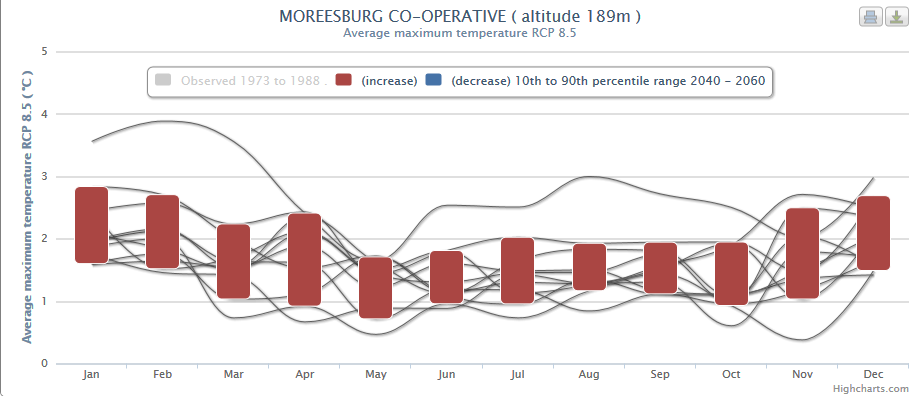 MOREESBURG CO-OPERATIVE ( altitude 189m )
Average maximum temperature RCP 8.5
Average maximum temperature RCP 8.5 ( °C )
Observed 1973 to 1988 . (increase) (decrease) 10th to 90th percentile range 2040 – 2060
5
4
3
2
1
0
Jan Feb Mar Apr May Jun Jul Aug Sep Oct Nov Dec
Highcharts.com